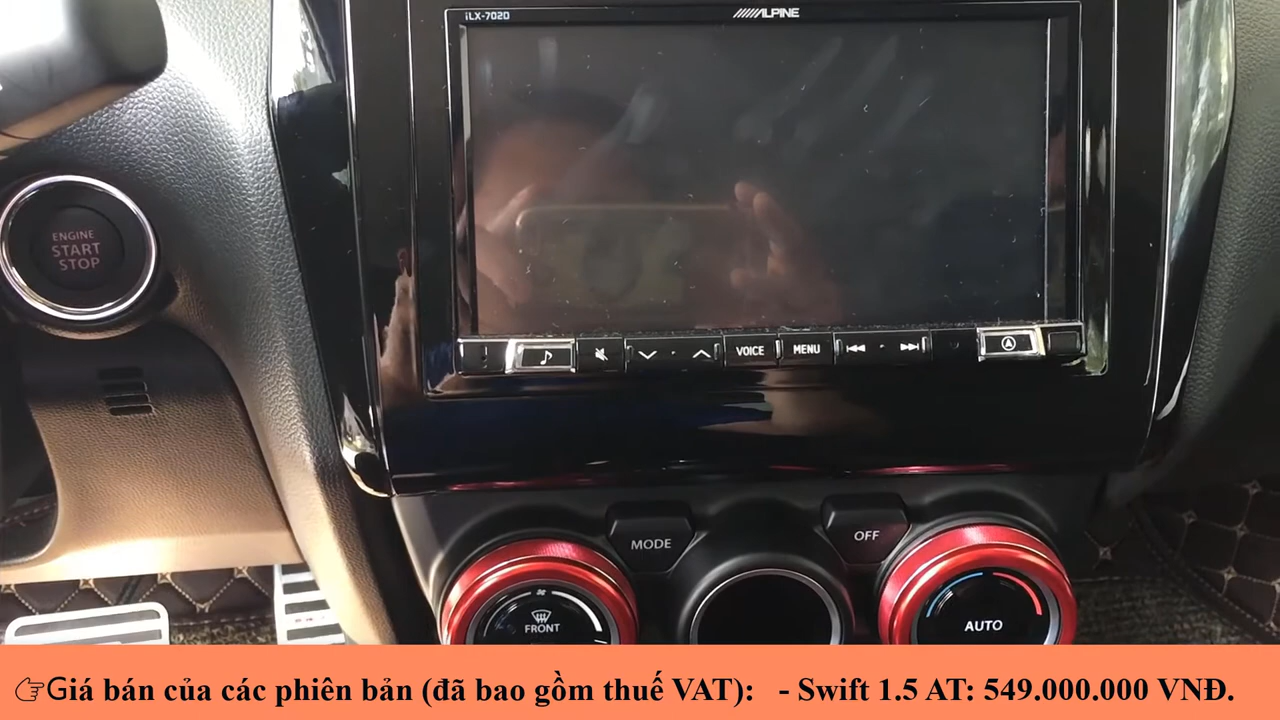 iLX-702D
ALPINE
ENGINE
START
STOP
VOICE
MENU
MODE
OFF
FRONT
AUTO
👉Giá bán của các phiên bản (đã bao gồm thuế VAT): - Swift 1.5 AT: 549.000.000 VNĐ.